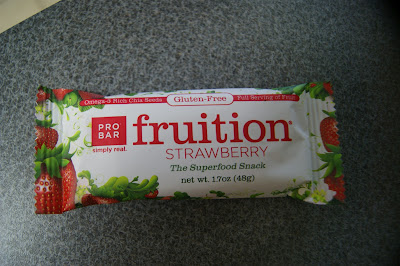 Omega-3 Rich Chia Seeds Gluten-Free Full Serving of Fruit
PRO
BAR
simply real.
fruition®
STRAWBERRY
The Superfood Snack
net wt. 1.7oz (48g)